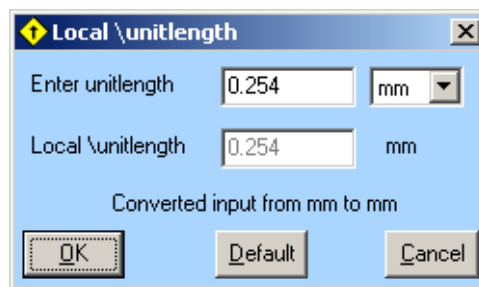 Local \unitlength
Enter unitlength 0.254 mm
Local \unitlength 0.254 mm
Converted input from mm to mm
OK Default Cancel